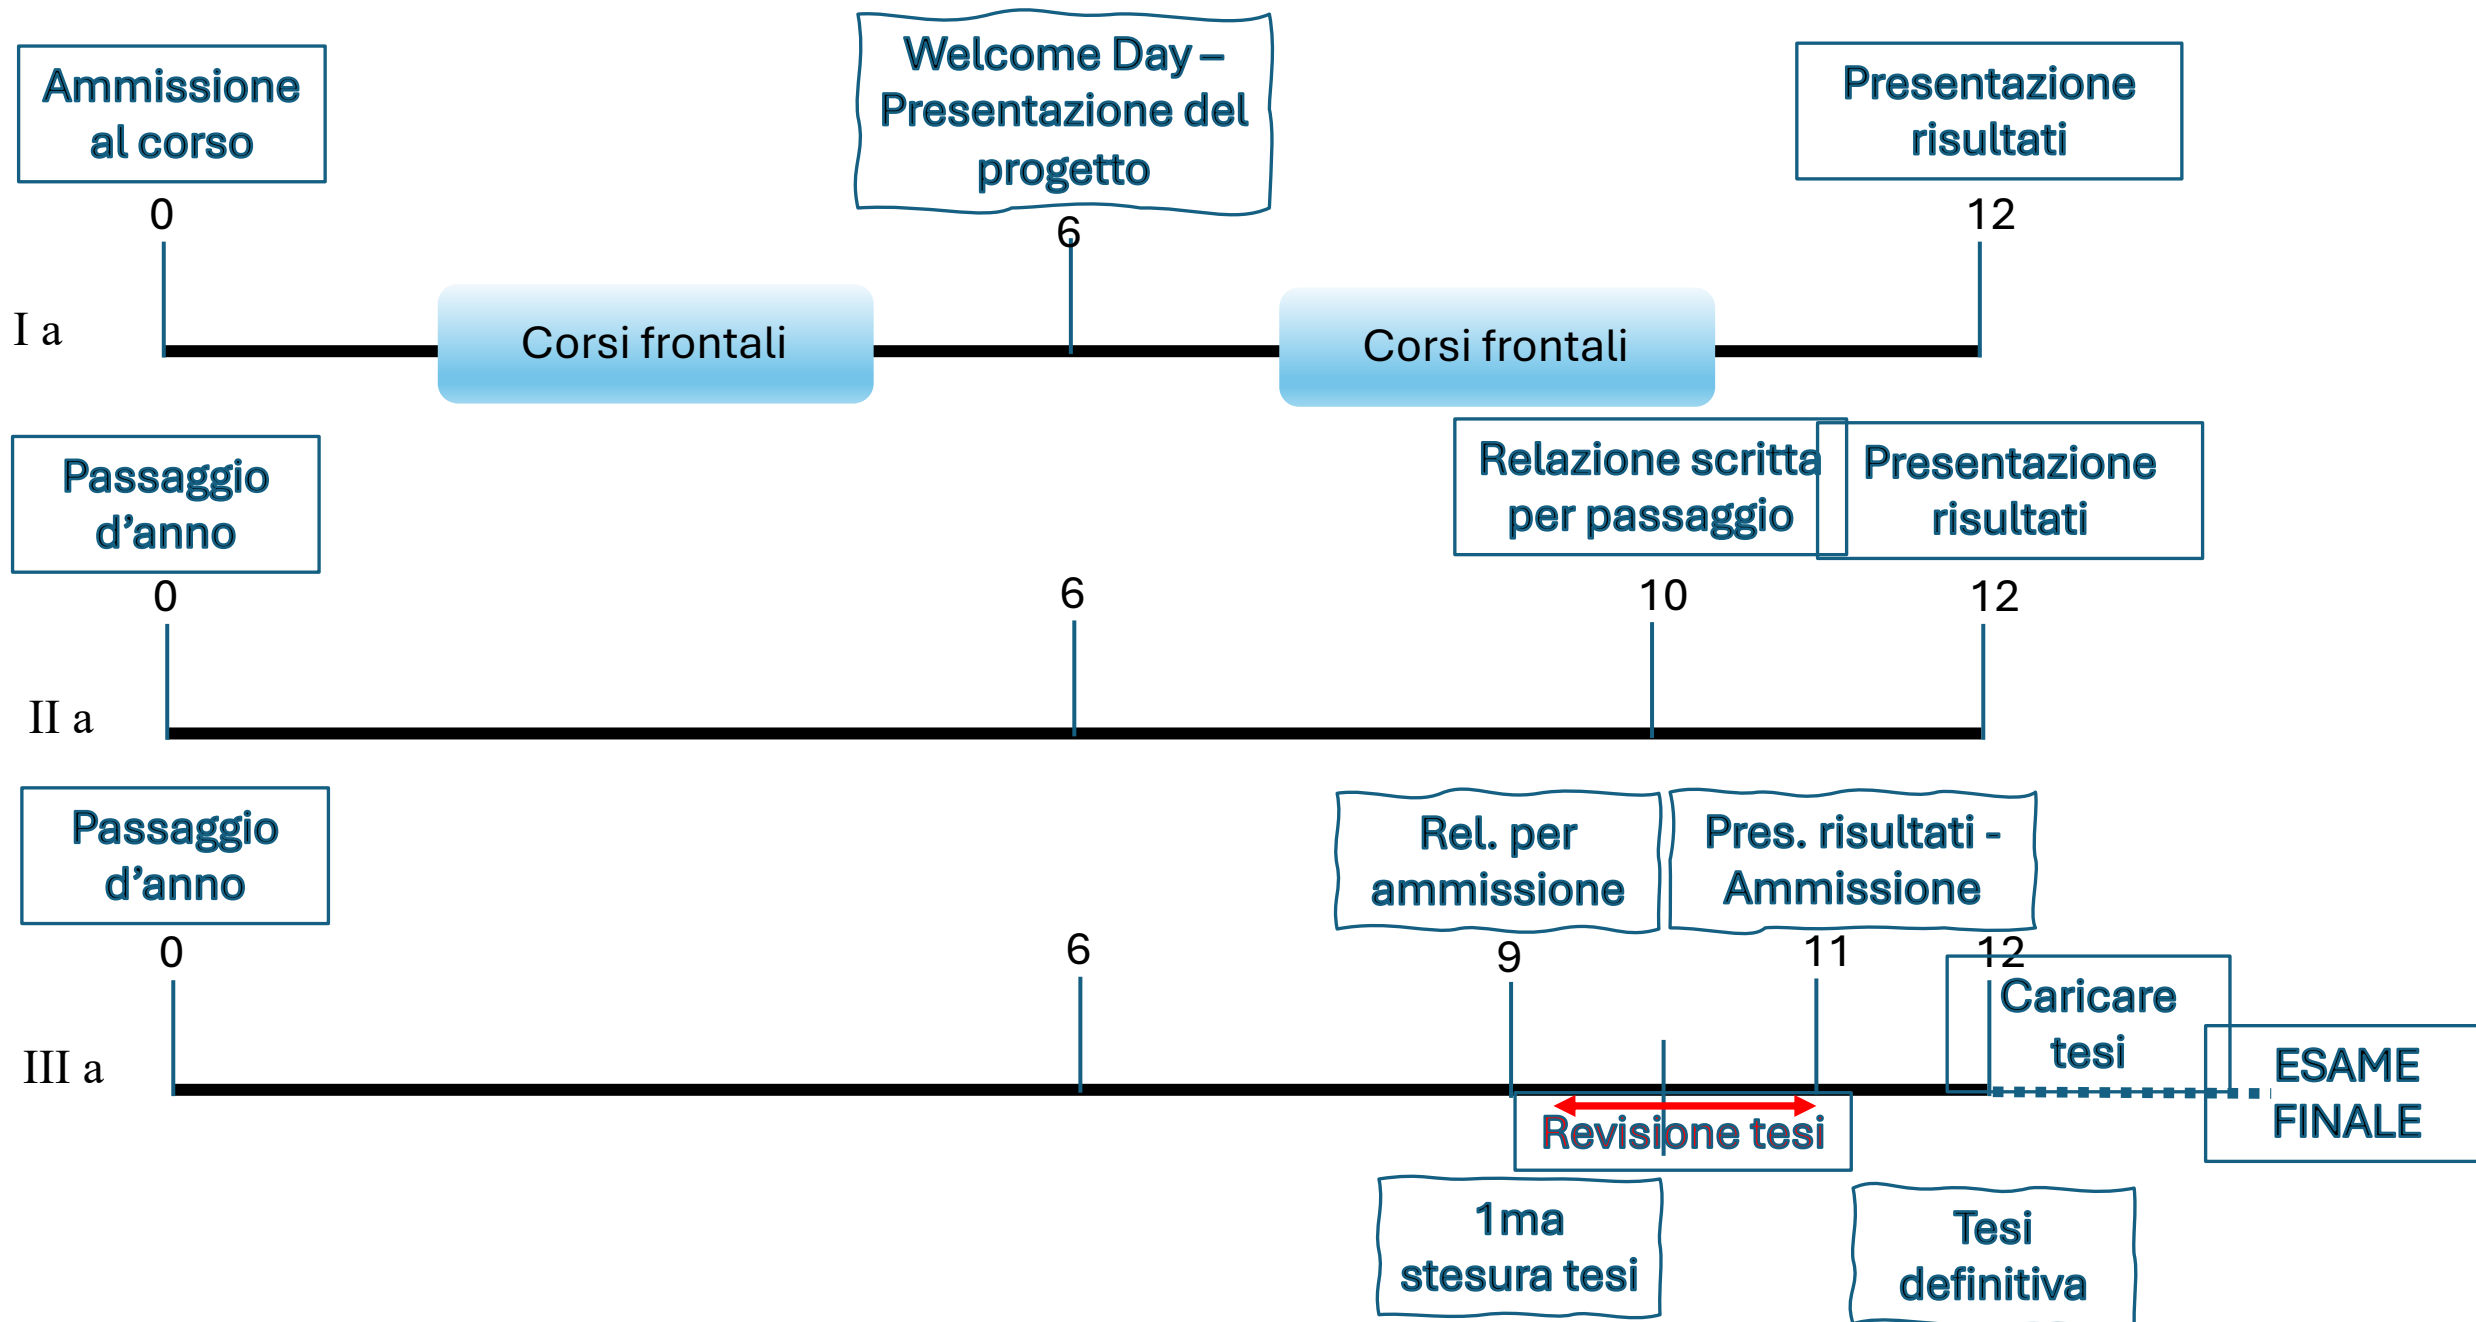 Ammissione
al corso
Welcome Day –
Presentazione del
progetto
Presentazione
risultati
0
6
12
I a
Corsi frontali
Corsi frontali
Passaggio
d’anno
Relazione scritta
per passaggio
Presentazione
risultati
0
6
10
12
II a
Passaggio
d’anno
Rel. per
ammissione
Pres. risultati -
Ammissione
0
6
9
11
12
III a
Caricare
tesi
ESAME
FINALE
Revisione tesi
1ma
stesura tesi
Tesi
definitiva